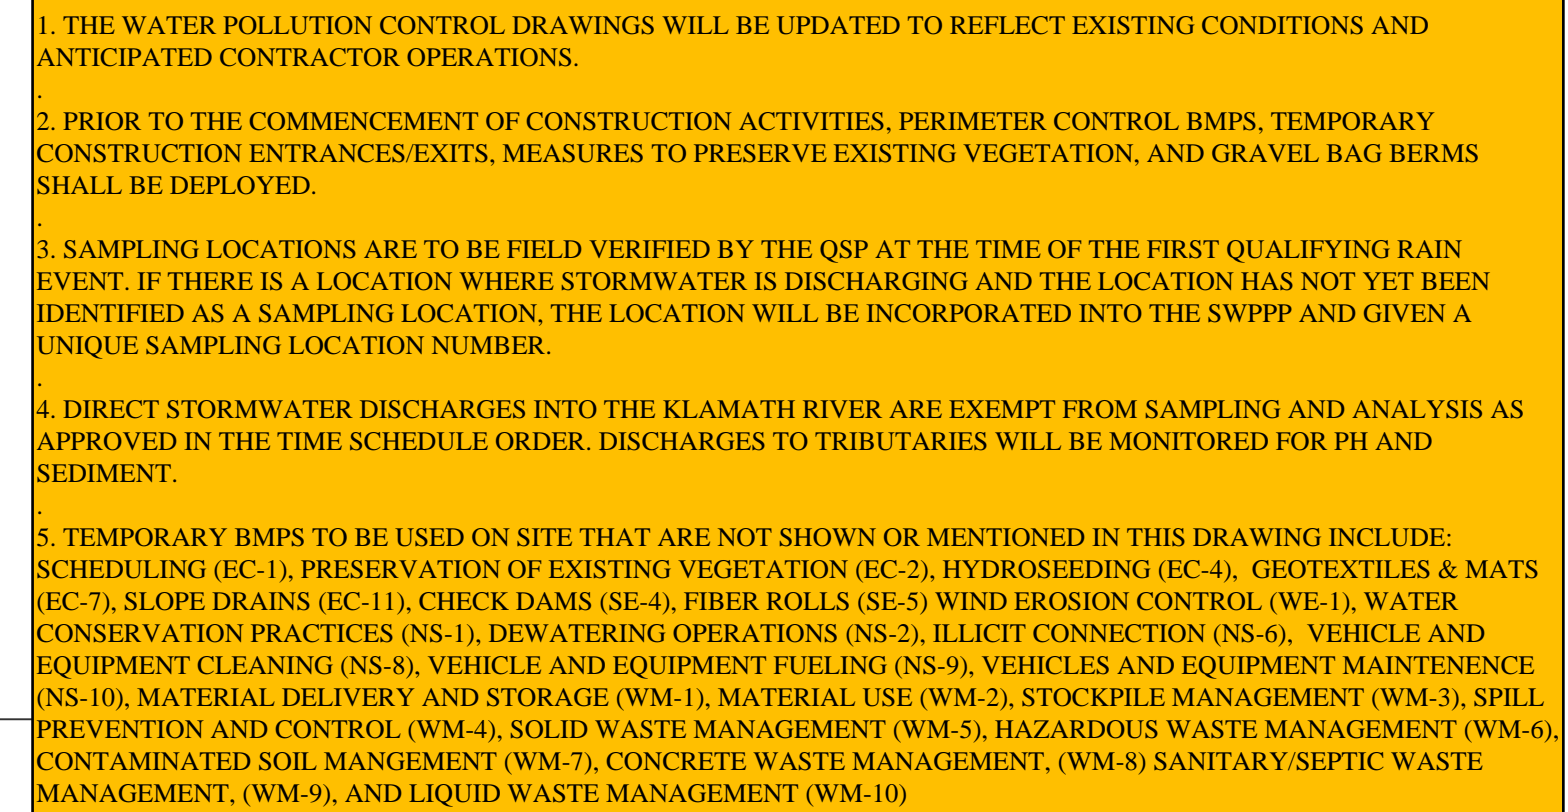 1. THE WATER POLLUTION CONTROL DRAWINGS WILL BE UPDATED TO REFLECT EXISTING CONDITIONS AND
ANTICIPATED CONTRACTOR OPERATIONS.
.
2. PRIOR TO THE COMMENCEMENT OF CONSTRUCTION ACTIVITIES, PERIMETER CONTROL BMPS, TEMPORARY
CONSTRUCTION ENTRANCES/EXITS, MEASURES TO PRESERVE EXISTING VEGETATION, AND GRAVEL BAG BERMS
SHALL BE DEPLOYED.
.
3. SAMPLING LOCATIONS ARE TO BE FIELD VERIFIED BY THE QSP AT THE TIME OF THE FIRST QUALIFYING RAIN
EVENT. IF THERE IS A LOCATION WHERE STORMWATER IS DISCHARGING AND THE LOCATION HAS NOT YET BEEN
IDENTIFIED AS A SAMPLING LOCATION, THE LOCATION WILL BE INCORPORATED INTO THE SWPPP AND GIVEN A
UNIQUE SAMPLING LOCATION NUMBER.
.
4. DIRECT STORMWATER DISCHARGES INTO THE KLAMATH RIVER ARE EXEMPT FROM SAMPLING AND ANALYSIS AS
APPROVED IN THE TIME SCHEDULE ORDER. DISCHARGES TO TRIBUTARIES WILL BE MONITORED FOR PH AND
SEDIMENT.
.
5. TEMPORARY BMPS TO BE USED ON SITE THAT ARE NOT SHOWN OR MENTIONED IN THIS DRAWING INCLUDE:
SCHEDULING (EC-1), PRESERVATION OF EXISTING VEGETATION (EC-2), HYDROSEEDING (EC-4),  GEOTEXTILES & MATS
(EC-7), SLOPE DRAINS (EC-11), CHECK DAMS (SE-4), FIBER ROLLS (SE-5) WIND EROSION CONTROL (WE-1), WATER
CONSERVATION PRACTICES (NS-1), DEWATERING OPERATIONS (NS-2), ILLICIT CONNECTION (NS-6),  VEHICLE AND
EQUIPMENT CLEANING (NS-8), VEHICLE AND EQUIPMENT FUELING (NS-9), VEHICLES AND EQUIPMENT MAINTENENCE
(NS-10), MATERIAL DELIVERY AND STORAGE (WM-1), MATERIAL USE (WM-2), STOCKPILE MANAGEMENT (WM-3), SPILL
PREVENTION AND CONTROL (WM-4), SOLID WASTE MANAGEMENT (WM-5), HAZARDOUS WASTE MANAGEMENT (WM-6),
CONTAMINATED SOIL MANGEMENT (WM-7), CONCRETE WASTE MANAGEMENT, (WM-8) SANITARY/SEPTIC WASTE
MANAGEMENT, (WM-9), AND LIQUID WASTE MANAGEMENT (WM-10)